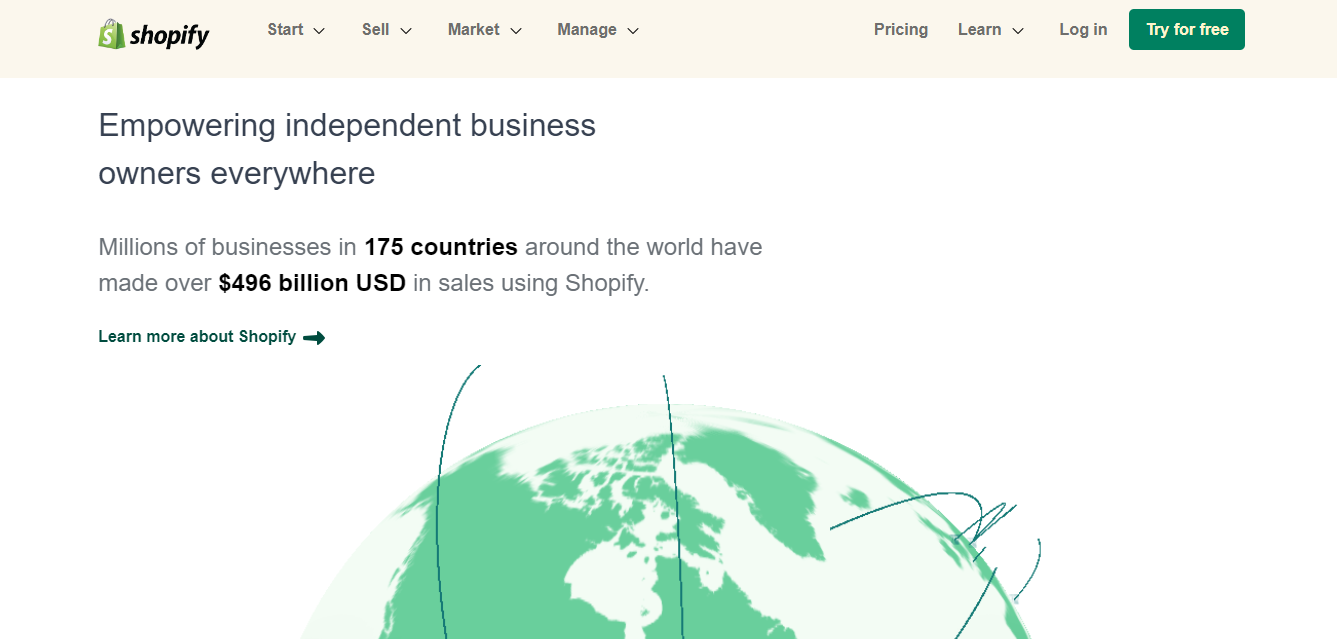 shopify Start Sell Market Manage Pricing Learn Log in Try for free
Empowering independent business
owners everywhere
Millions of businesses in 175 countries around the world have
made over $496 billion USD in sales using Shopify.
Learn more about Shopify